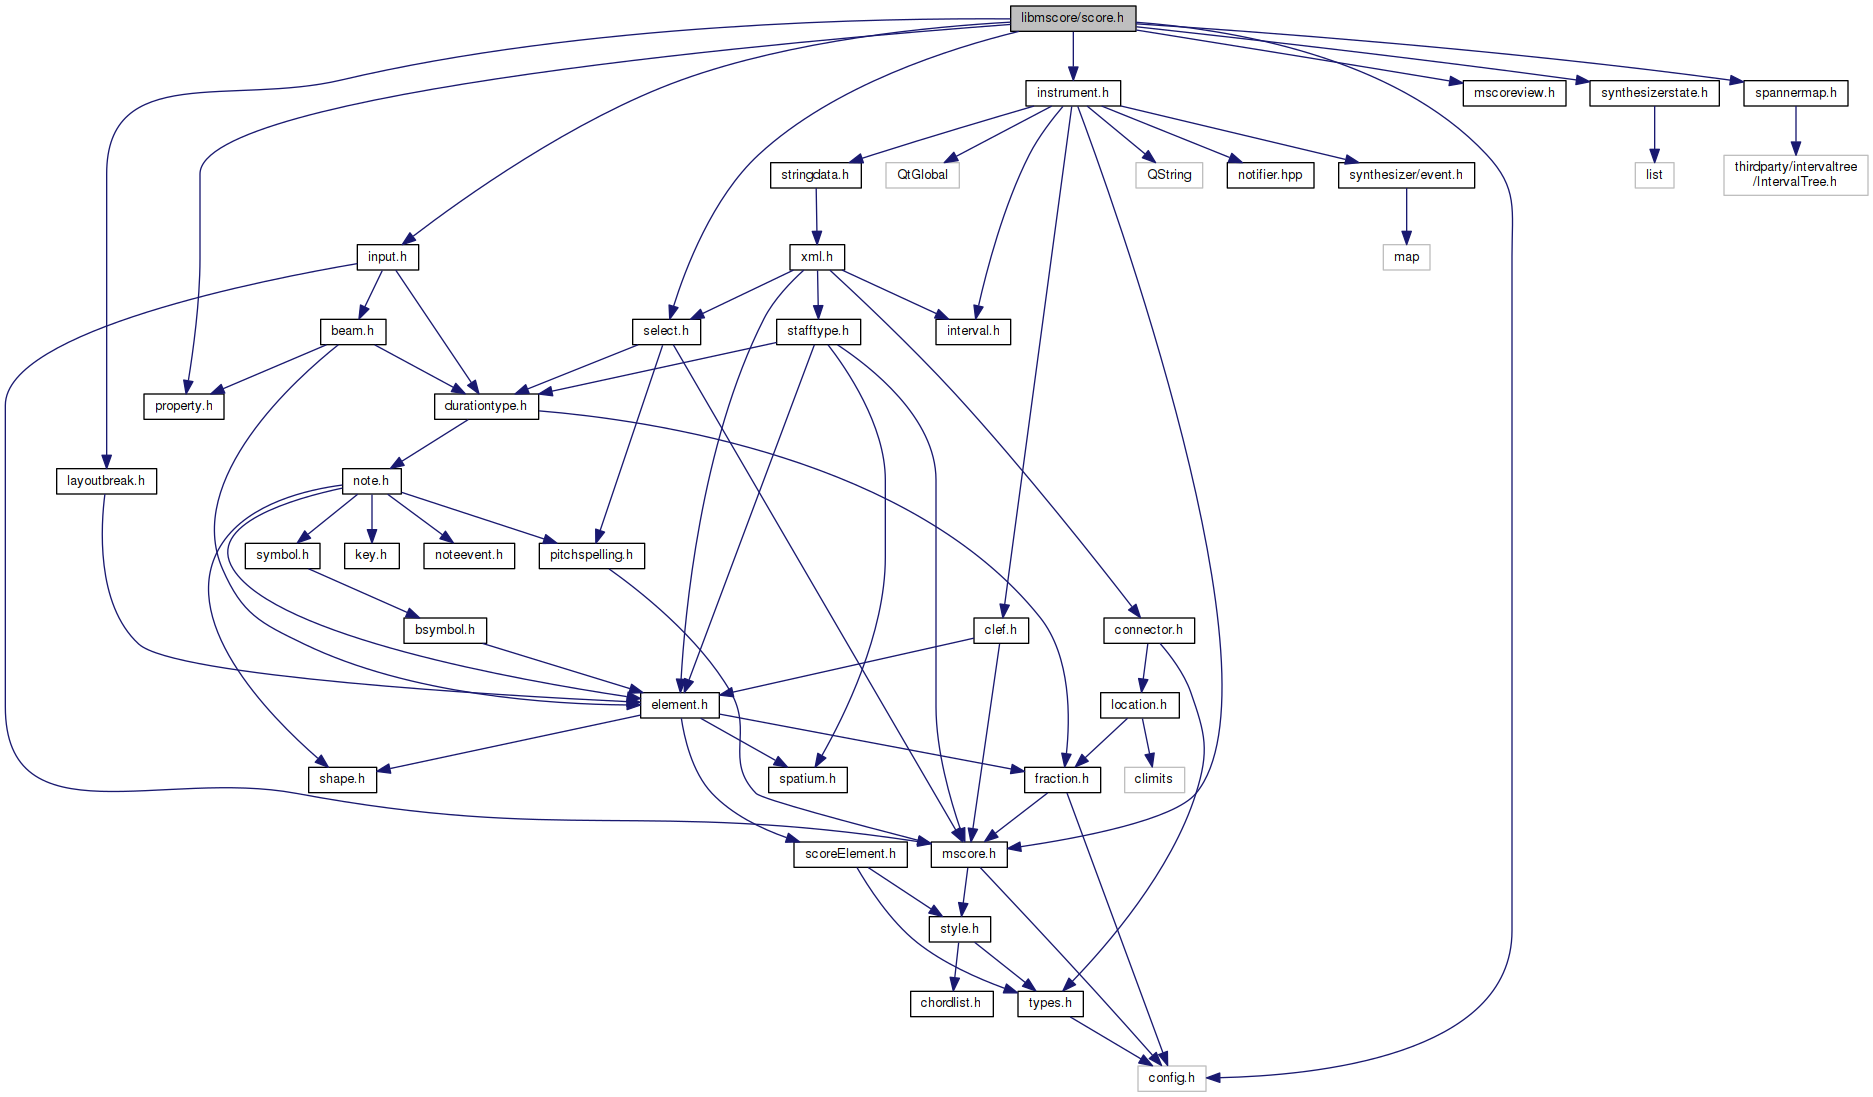 libmscore/score.h
instrument.h
mscoreview.h
synthesizerstate.h
spannermap.h
stringdata.h
QtGlobal
QString
notifier.hpp
synthesizer/event.h
list
thirdparty/intervaltree
/IntervalTree.h
input.h
xml.h
map
beam.h
select.h
stafftype.h
interval.h
property.h
durationtype.h
layoutbreak.h
note.h
symbol.h
key.h
noteevent.h
pitchspelling.h
bsymbol.h
clef.h
connector.h
element.h
location.h
shape.h
spatium.h
fraction.h
climits
scoreElement.h
mscore.h
style.h
chordlist.h
types.h
config.h